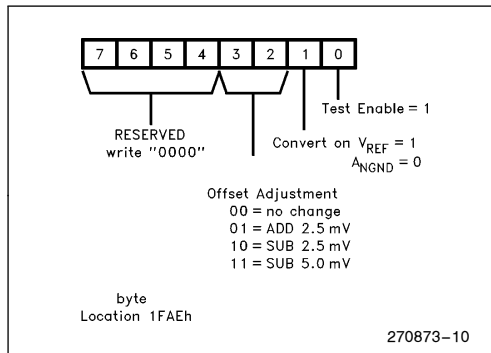 7 6 5 4 3 2 1 0
Test Enable = 1
RESERVED
write "0000"
Convert on VREF = 1
ANGND = 0
Offset Adjustment
00 = no change
01 = ADD 2.5 mV
10 = SUB 2.5 mV
11 = SUB 5.0 mV
byte
Location 1FAEh
270873-10